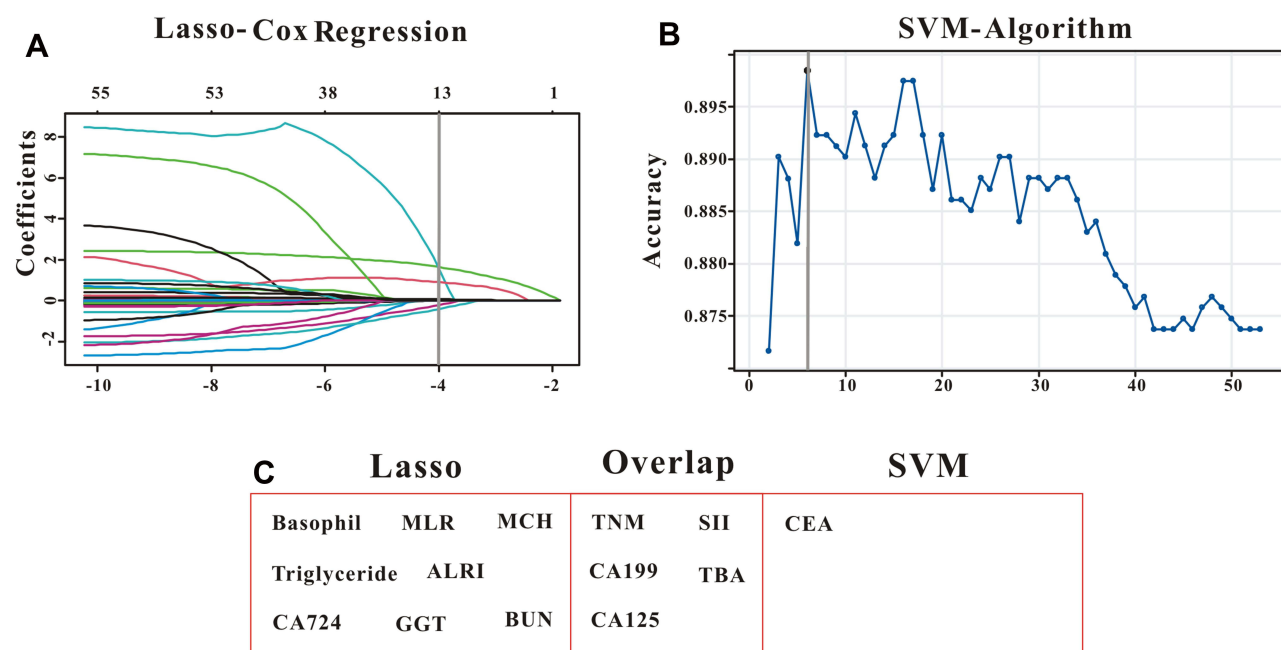 A
Lasso-Cox Regression
55 53 38 13 1
Coefficients
8
6
4
2
0
-2
-10 -8 -6 -4 -2
B
SVM-Algorithm
Accuracy
0.895
0.890
0.885
0.880
0.875
0 10 20 30 40 50
C
Lasso Overlap SVM
Basophil MLR MCH TNM SII CEA
Triglyceride ALRI CA199 TBA
CA724 GGT BUN CA125